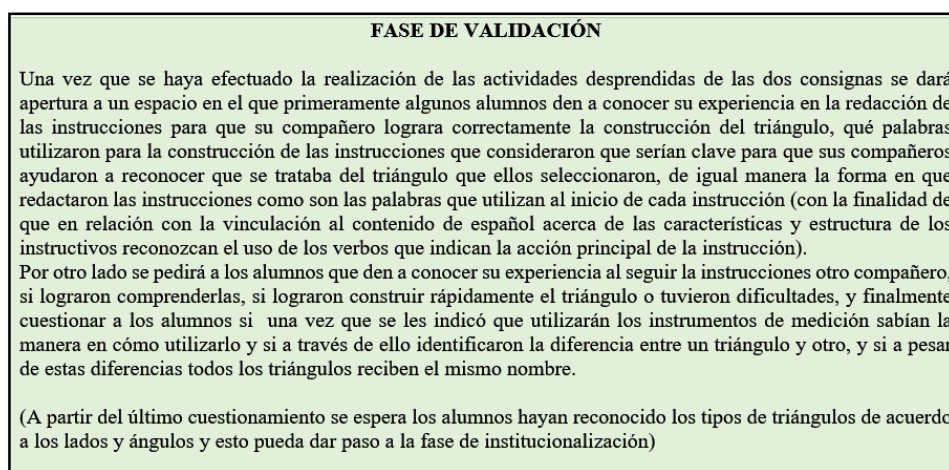 FASE DE VALIDACIÓN
Una vez que se haya efectuado la realización de las actividades desprendidas de las dos consignas se dará
apertura a un espacio en el que primeramente algunos alumnos den a conocer su experiencia en la redacción de
las instrucciones para que su compañero lograra correctamente la construcción del triángulo, qué palabras
utilizaron para la construcción de las instrucciones que consideraron que serían clave para que sus compañeros
ayudaron a reconocer que se trataba del triángulo que ellos seleccionaron, de igual manera la forma en que
redactaron las instrucciones como son las palabras que utilizan al inicio de cada instrucción (con la finalidad de
que en relación con la vinculación al contenido de español acerca de las características y estructura de los
instructivos reconozcan el uso de los verbos que indican la acción principal de la instrucción).
Por otro lado se pedirá a los alumnos que den a conocer su experiencia al seguir la instrucciones otro compañero,
si lograron comprenderlas, si lograron construir rápidamente el triángulo o tuvieron dificultades, y finalmente
cuestionar a los alumnos si una vez que se les indicó que utilizarán los instrumentos de medición sabían la
manera en cómo utilizarlo y si a través de ello identificaron la diferencia entre un triángulo y otro, y si a pesar
de estas diferencias todos los triángulos reciben el mismo nombre.
(A partir del último cuestionamiento se espera los alumnos hayan reconocido los tipos de triángulos de acuerdo
a los lados y ángulos y esto pueda dar paso a la fase de institucionalización)